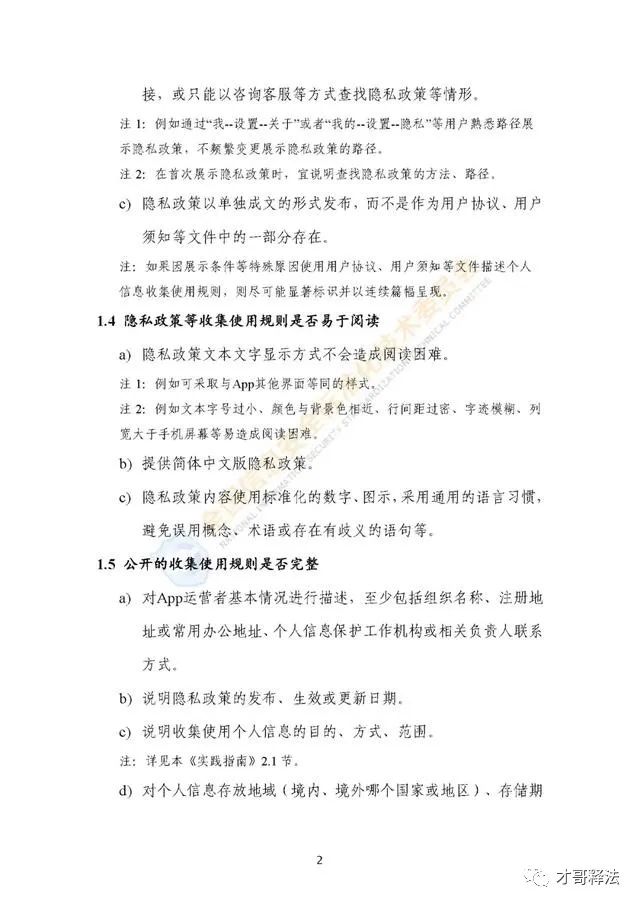 接，或只能以咨询客服等方式查找隐私政策等情形。
注 1：例如通过“我--设置--关于”或者“我的--设置--隐私”等用户熟悉路径展
示隐私政策，不频繁变更展示隐私政策的路径。
注 2：在首次展示隐私政策时，宜说明查找隐私政策的方法、路径。
c) 隐私政策以单独成文的形式发布，而不是作为用户协议、用户
须知等文件中的一部分存在。
注：如果因展示条件等特殊原因使用用户协议、用户须知等文件描述个人
信息收集使用规则，则尽可能显著标识并以连续篇幅呈现。
1.4 隐私政策等收集使用规则是否易于阅读
a) 隐私政策文本文字显示方式不会造成阅读困难。
注 1：例如可采取与App其他界面等同的样式。
注 2：例如文本字号过小、颜色与背景色相近、行间距过密、字迹模糊、列
宽大于手机屏幕等易造成阅读困难。
b) 提供简体中文版隐私政策。
c) 隐私政策内容使用标准化的数字、图示，采用通用的语言习惯，
避免误用概念、术语或存在有歧义的语句等。
1.5 公开的收集使用规则是否完整
a) 对App运营者基本情况进行描述，至少包括组织名称、注册地
址或常用办公地址、个人信息保护工作机构或相关负责人联系
方式。
b) 说明隐私政策的发布、生效或更新日期。
c) 说明收集使用个人信息的目的、方式、范围。
注：详见本《实践指南》2.1 节。
d) 对个人信息存放地域（境内、境外哪个国家或地区）、存储期
2
才哥释法
全国信息安全标准化技术委员会
NATIONAL INFORMATION SECURITY STANDARDIZATION TECHNICAL COMMITTEE